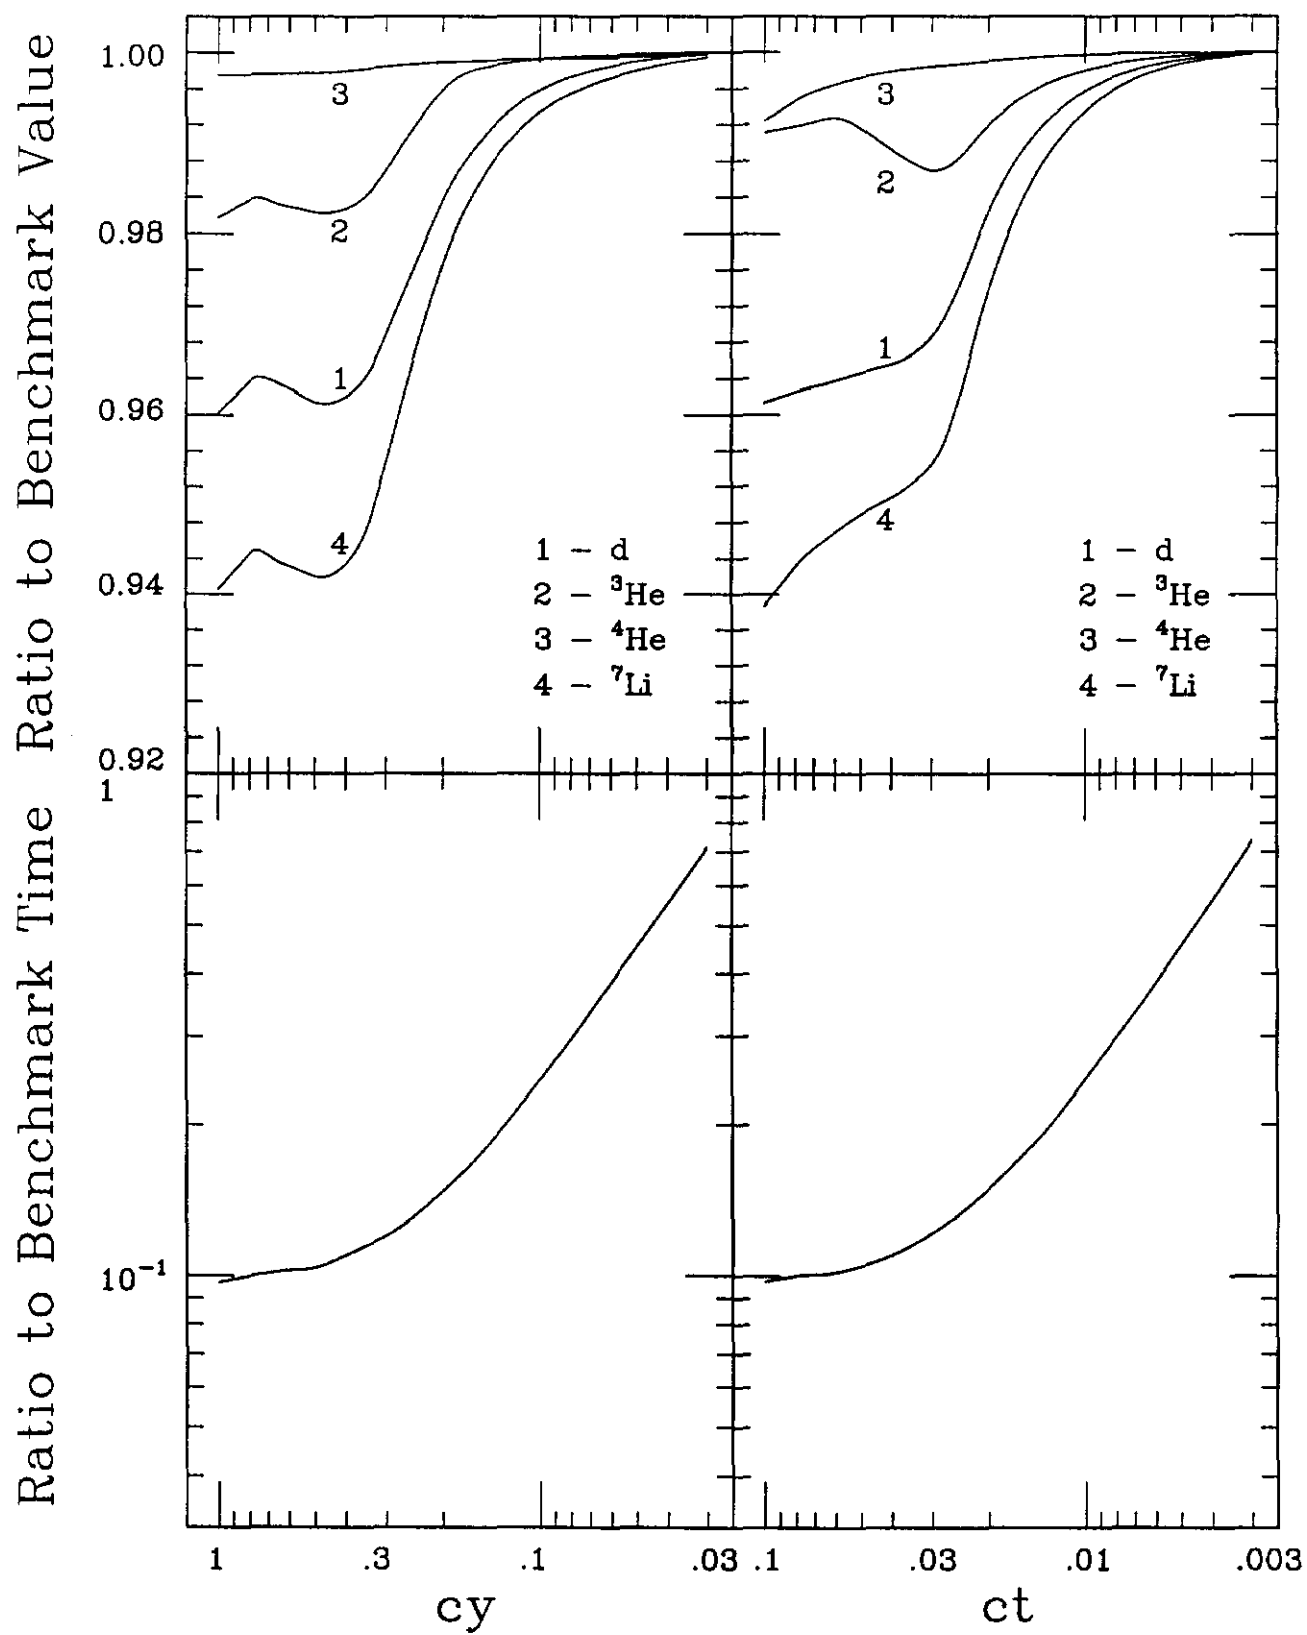 Ratio to Benchmark Value
1.00
0.98
0.96
0.94
0.92
3
2
1
4
1 - d
2 - ³He
3 - ⁴He
4 - ⁷Li
3
2
1
4
1 - d
2 - ³He
3 - ⁴He
4 - ⁷Li
Ratio to Benchmark Time
1
10⁻¹
1 .3 .1 .03
cy
.1 .03 .01 .003
ct